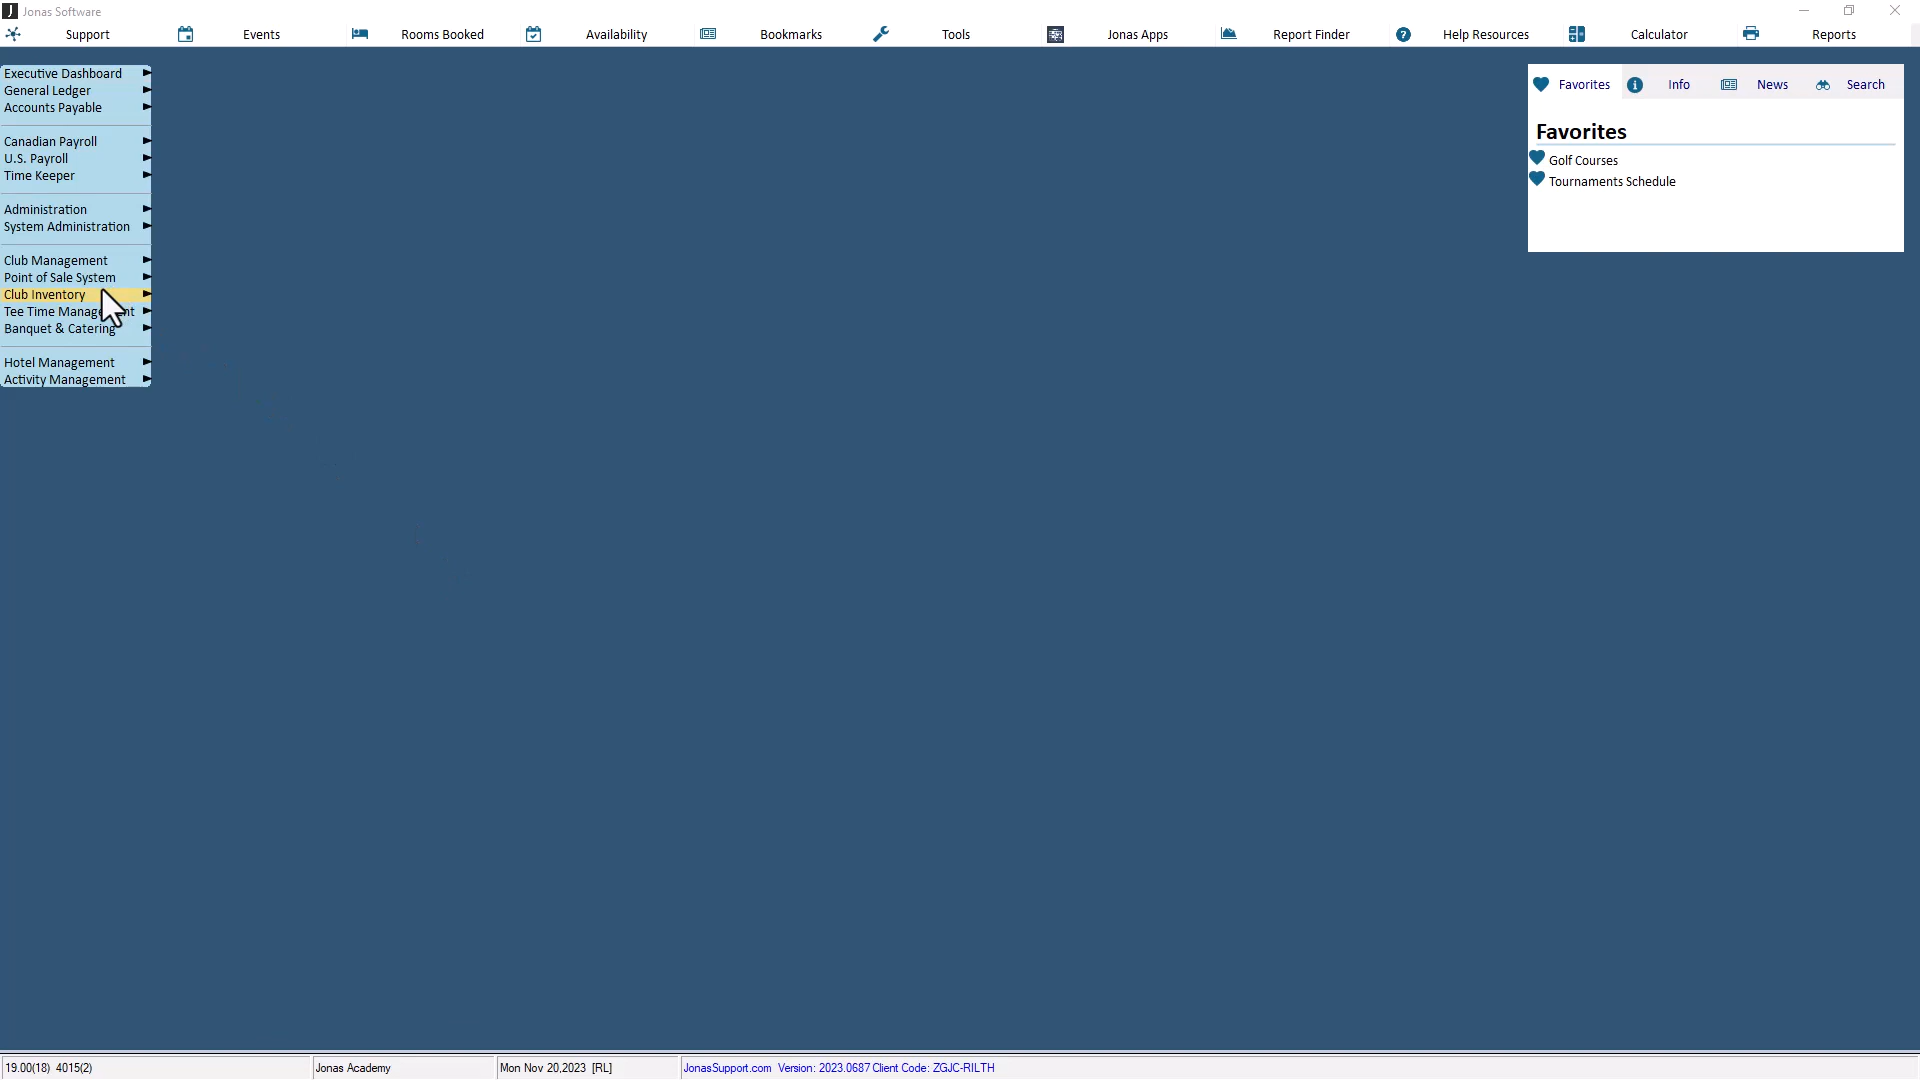 Jonas Software
Support Events Rooms Booked Availability Bookmarks Tools Jonas Apps Report Finder Help Resources Calculator Reports
Executive Dashboard
General Ledger
Accounts Payable
Canadian Payroll
U.S. Payroll
Time Keeper
Administration
System Administration
Club Management
Point of Sale System
Club Inventory
Tee Time Management
Banquet & Catering
Hotel Management
Activity Management
Favorites Info News Search
Favorites
Golf Courses
Tournaments Schedule
19.00(18) 4015(2) Jonas Academy Mon Nov 20,2023 [RL] JonasSupport.com Version: 2023.0687 Client Code: ZGJC-RILTH